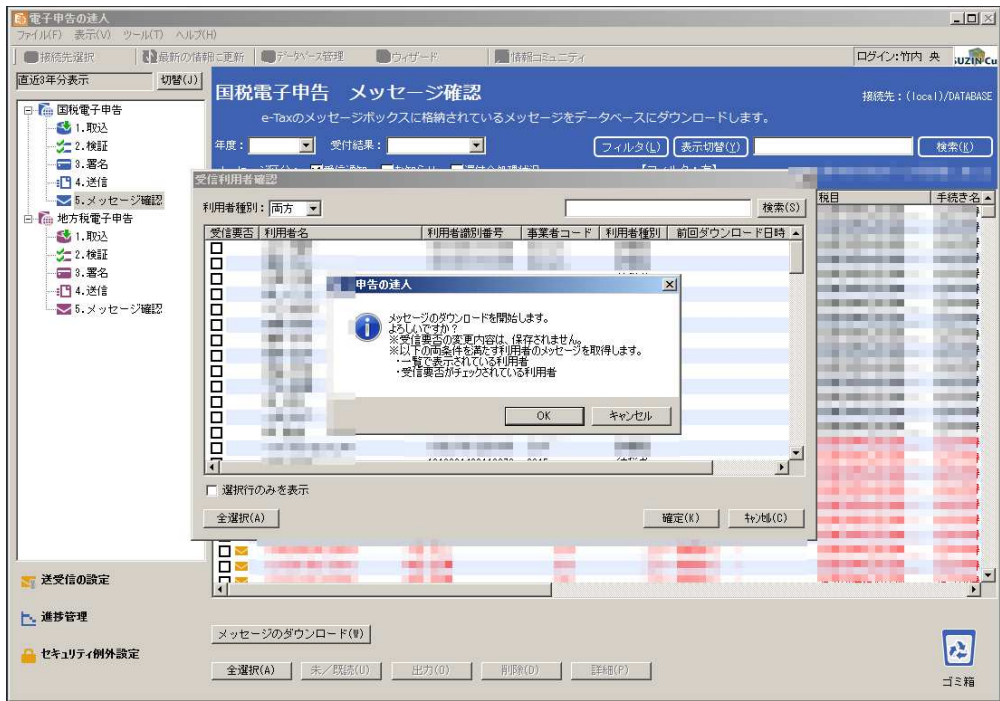 電子申告の達人
ファイル(F) 表示(V) ツール(T) ヘルプ(H)
接続先選択 最新の情報に更新 データベース管理 ウィザード 情報コミュニティ ログイン:竹内 央
直近3年分表示 切替(J)
国税電子申告
1.取込
2.検証
3.署名
4.送信
5.メッセージ確認
地方税電子申告
1.取込
2.検証
3.署名
4.送信
5.メッセージ確認
送受信の設定
進捗管理
セキュリティ例外設定
国税電子申告 メッセージ確認
接続先:(local)/DATABASE
e-Taxのメッセージボックスに格納されているメッセージをデータベースにダウンロードします。
年度: 受付結果: フィルタ(L) 表示切替(Y) 検索(K)
税目 手続き名
受信利用者確認
利用者種別: 両方 検索(S)
受信要否 利用者名 利用者識別番号 事業者コード 利用者種別 前回ダウンロード日時
申告の達人
メッセージのダウンロードを開始します。
よろしいですか?
※受信要否の変更内容は、保存されません。
※以下の両条件を満たす利用者のメッセージを取得します。
・一覧で表示されている利用者
・受信要否がチェックされている利用者
OK キャンセル
選択行のみを表示
全選択(A) 確定(K) キャンセル(C)
メッセージのダウンロード(W)
全選択(A) 未/既読(U) 出力(O) 削除(D) 詳細(P)
ゴミ箱